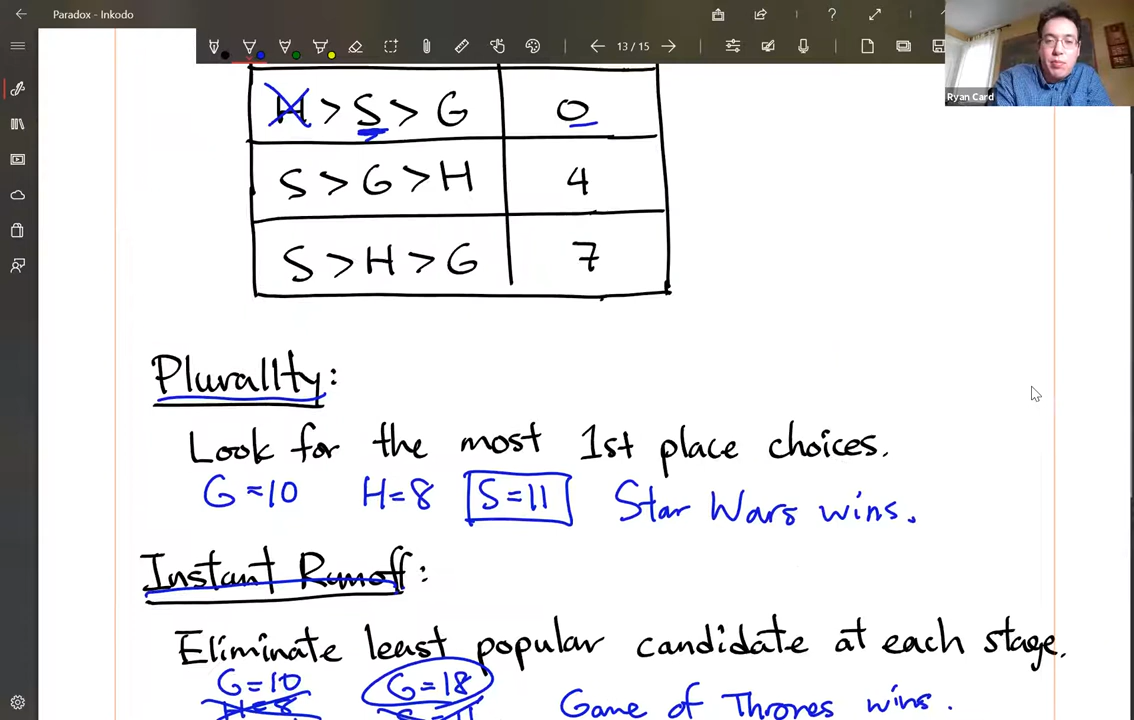 Paradox - Inkodo
13 / 15
Ryan Card
H > S > G 0
S > G > H 4
S > H > G 7
Plurality:
Look for the most 1st place choices.
G=10 H=8 S=11 Star Wars wins.
Instant Runoff:
Eliminate least popular candidate at each stage.
G=10 G=18
H=8 S=11 Game of Thrones wins.